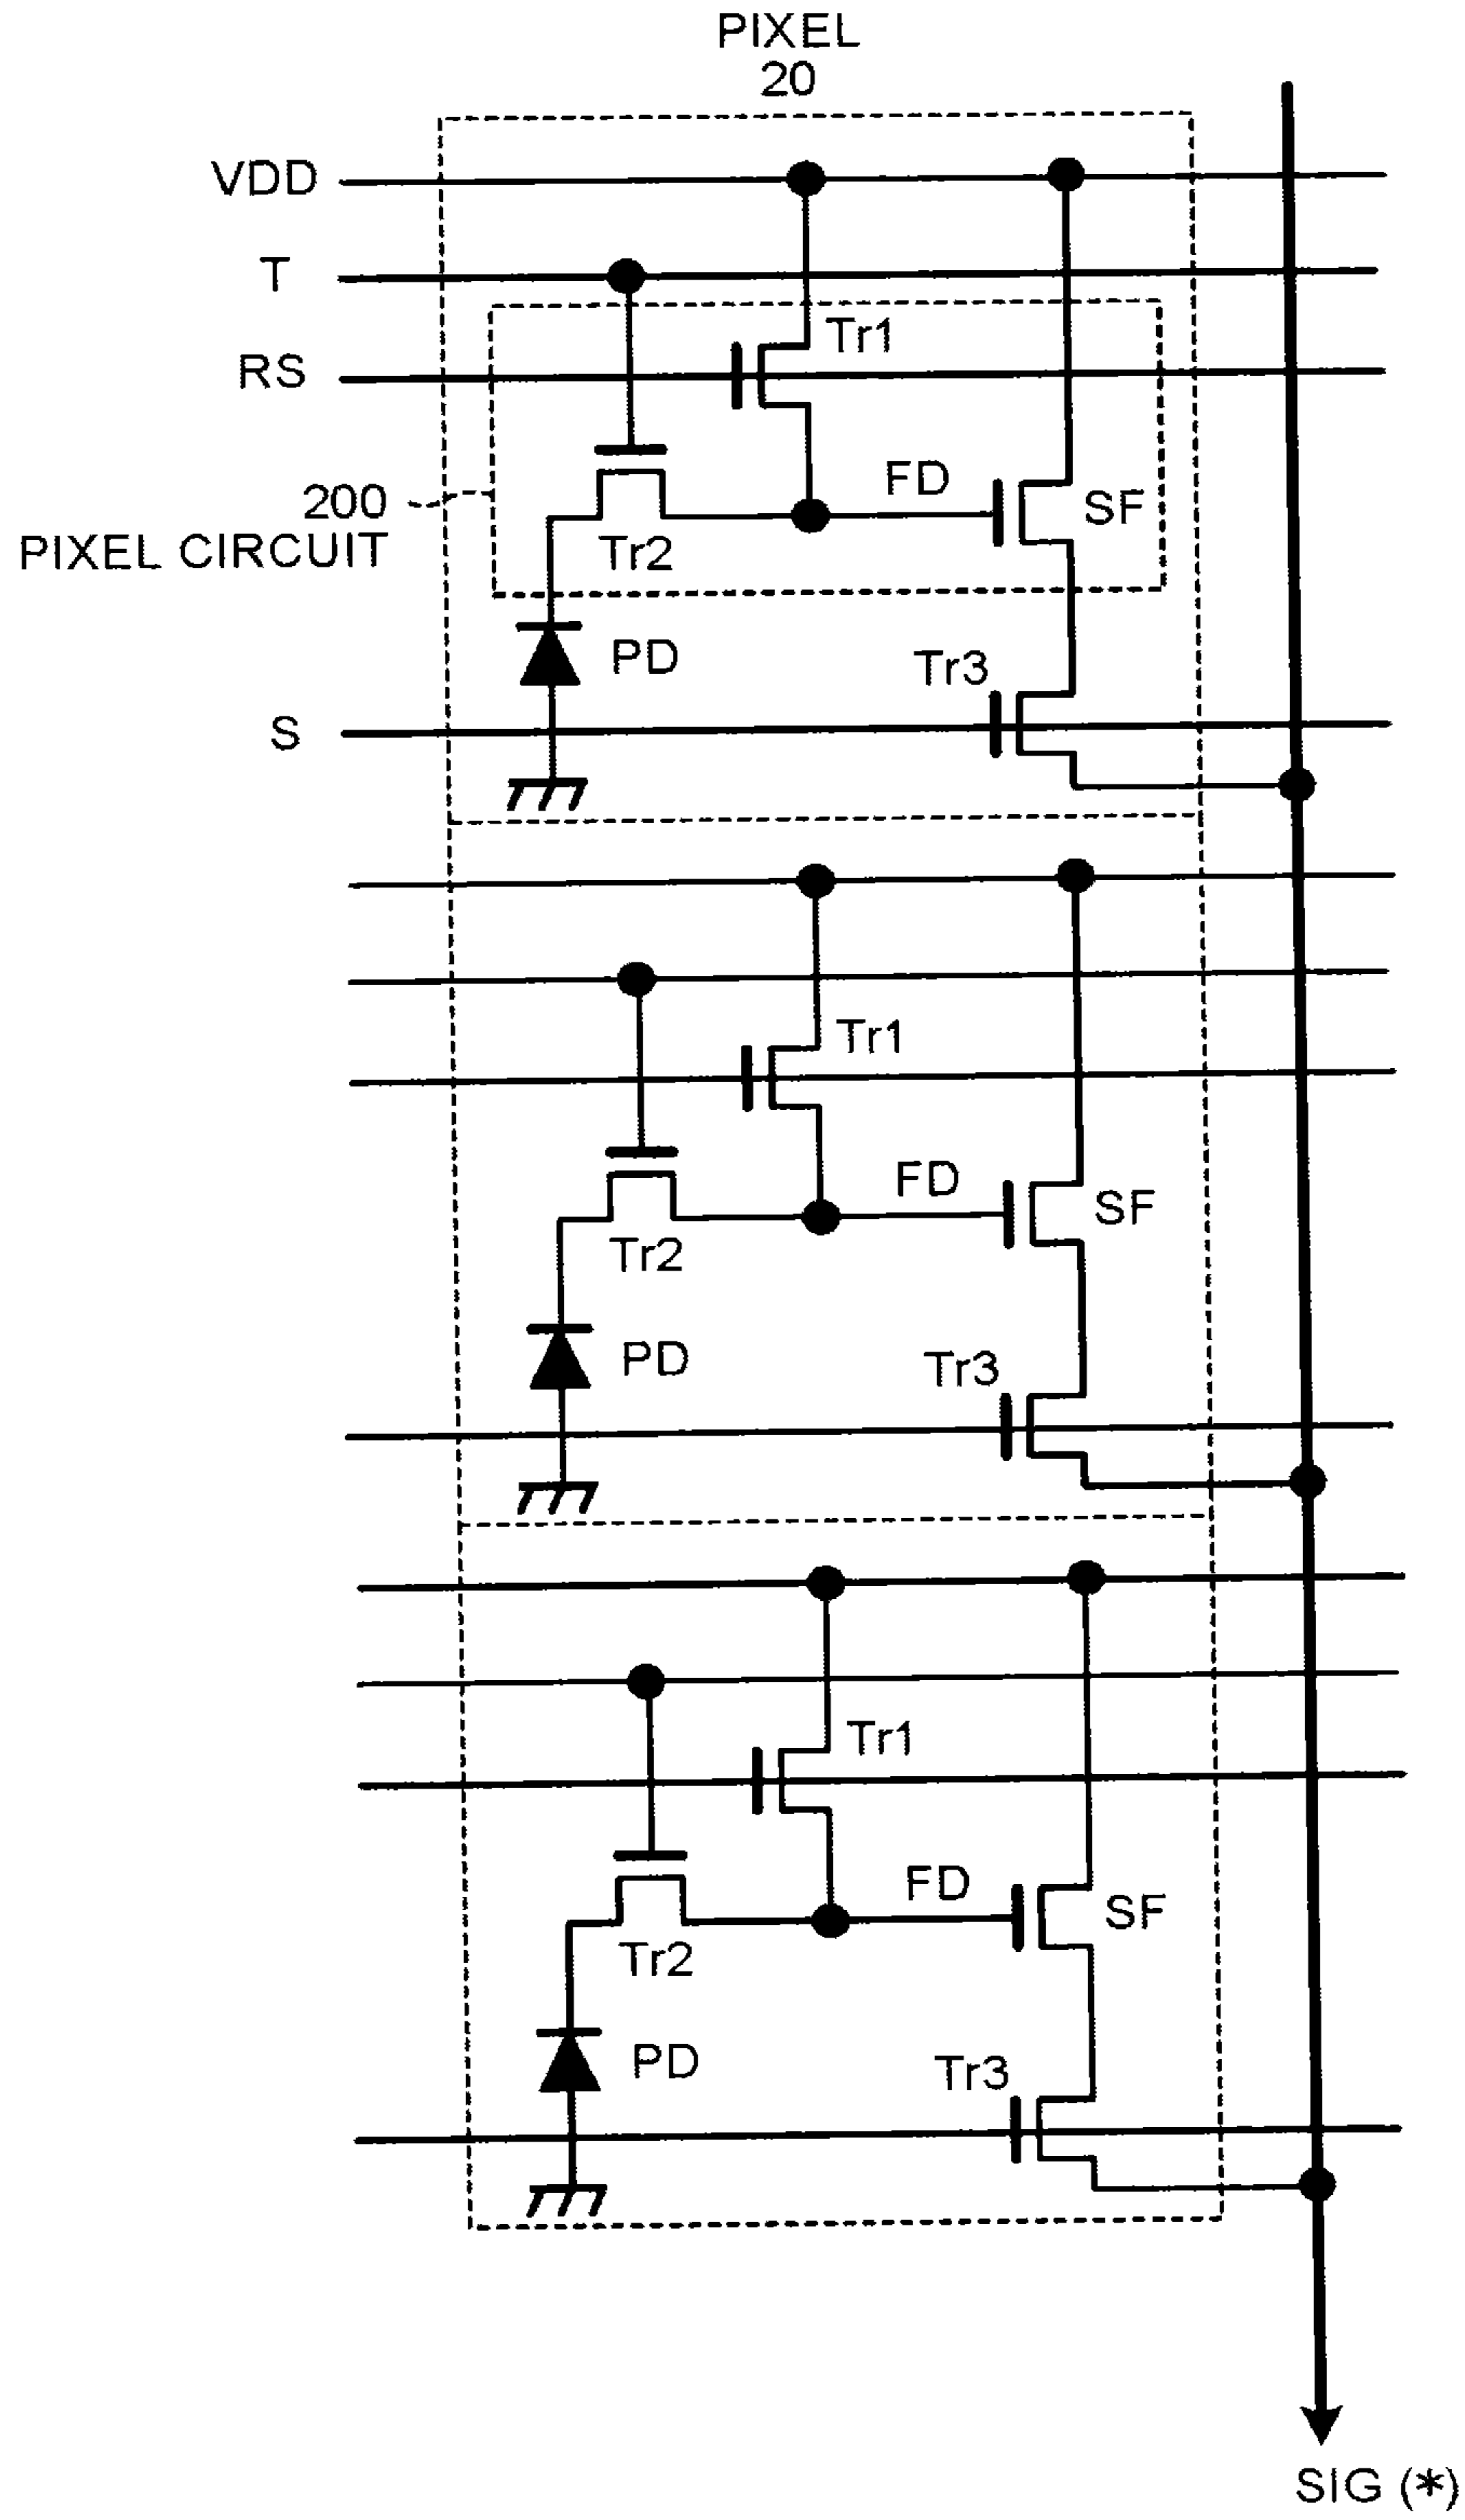 PIXEL
20
VDD
T
Tr1
RS
FD
200
SF
PIXEL CIRCUIT
Tr2
PD
Tr3
S
Tr1
FD
SF
Tr2
PD
Tr3
Tr1
FD
SF
Tr2
PD
Tr3
SIG (*)